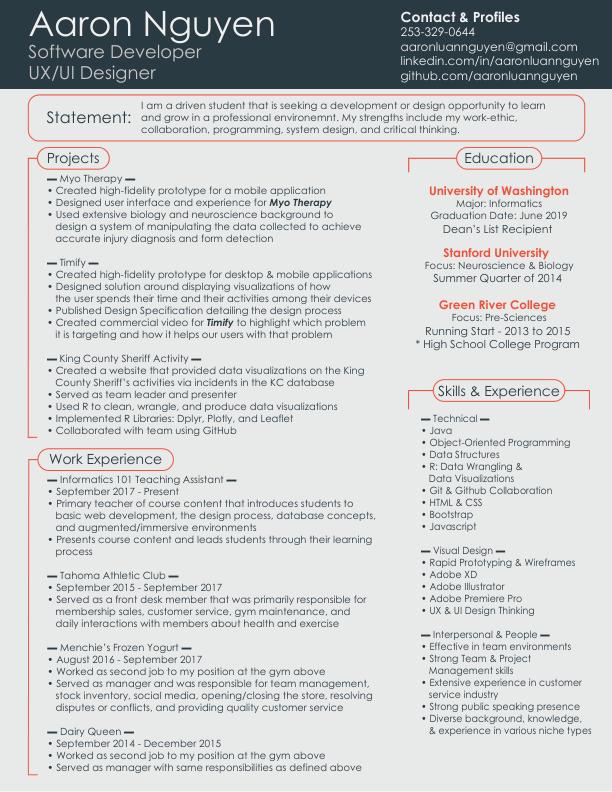 Aaron Nguyen
Software Developer
UX/UI Designer
Contact & Profiles
253-329-0644
aaronluannguyen@gmail.com
linkedin.com/in/aaronluannguyen
github.com/aaronluannguyen
Statement:
I am a driven student that is seeking a development or design opportunity to learn
and grow in a professional environemnt. My strengths include my work-ethic,
collaboration, programming, system design, and critical thinking.
Projects
▬ Myo Therapy ▬
• Created high-fidelity prototype for a mobile application
• Designed user interface and experience for Myo Therapy
• Used extensive biology and neuroscience background to
design a system of manipulating the data collected to achieve
accurate injury diagnosis and form detection
▬ Timify ▬
• Created high-fidelity prototype for desktop & mobile applications
• Designed solution around displaying visualizations of how
the user spends their time and their activities among their devices
• Published Design Specification detailing the design process
• Created commercial video for Timify to highlight which problem
it is targeting and how it helps our users with that problem
▬ King County Sheriff Activity ▬
• Created a website that provided data visualizations on the King
County Sheriff's activities via incidents in the KC database
• Served as team leader and presenter
• Used R to clean, wrangle, and produce data visualizations
• Implemented R Libraries: Dplyr, Plotly, and Leaflet
• Collaborated with team using GitHub
Work Experience
▬ Informatics 101 Teaching Assistant ▬
• September 2017 - Present
• Primary teacher of course content that introduces students to
basic web development, the design process, database concepts,
and augmented/immersive environments
• Presents course content and leads students through their learning
process
▬ Tahoma Athletic Club ▬
• September 2015 - September 2017
• Served as a front desk member that was primarily responsible for
membership sales, customer service, gym maintenance, and
daily interactions with members about health and exercise
▬ Menchie's Frozen Yogurt ▬
• August 2016 - September 2017
• Worked as second job to my position at the gym above
• Served as manager and was responsible for team management,
stock inventory, social media, opening/closing the store, resolving
disputes or conflicts, and providing quality customer service
▬ Dairy Queen ▬
• September 2014 - December 2015
• Worked as second job to my position at the gym above
• Served as manager with same responsibilities as defined above
Education
University of Washington
Major: Informatics
Graduation Date: June 2019
Dean's List Recipient
Stanford University
Focus: Neuroscience & Biology
Summer Quarter of 2014
Green River College
Focus: Pre-Sciences
Running Start - 2013 to 2015
* High School College Program
Skills & Experience
▬ Technical ▬
• Java
• Object-Oriented Programming
• Data Structures
• R: Data Wrangling &
Data Visualizations
• Git & Github Collaboration
• HTML & CSS
• Bootstrap
• Javascript
▬ Visual Design ▬
• Rapid Prototyping & Wireframes
• Adobe XD
• Adobe Illustrator
• Adobe Premiere Pro
• UX & UI Design Thinking
▬ Interpersonal & People ▬
• Effective in team environments
• Strong Team & Project
Management skills
• Extensive experience in customer
service industry
• Strong public speaking presence
• Diverse background, knowledge,
& experience in various niche types